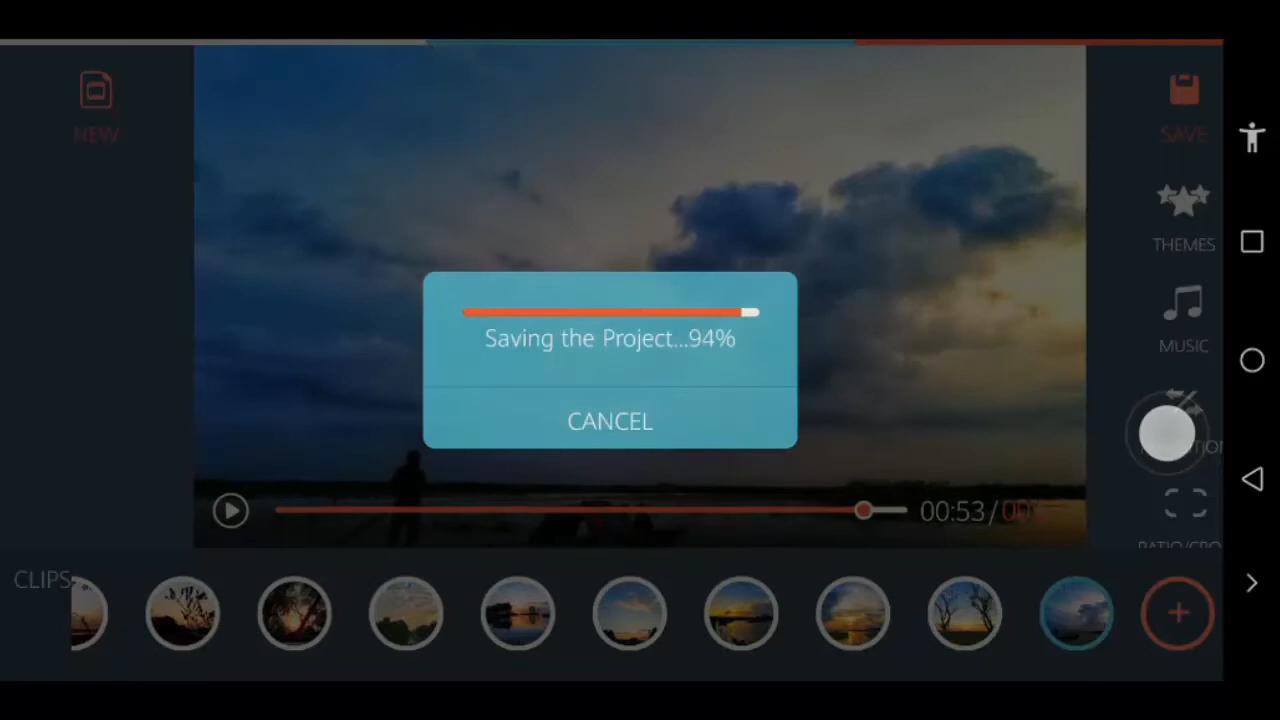 NEW
SAVE
THEMES
MUSIC
Saving the Project...94%
CANCEL
00:53/
CLIPS